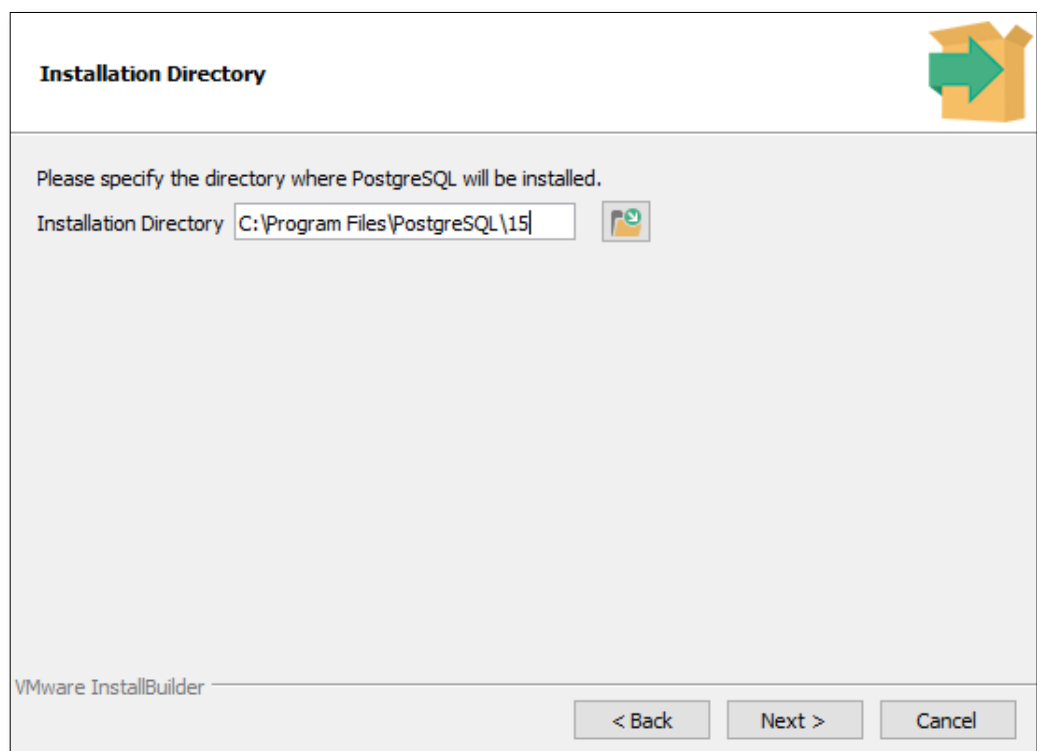 Installation Directory
Please specify the directory where PostgreSQL will be installed.
Installation Directory C:\Program Files\PostgreSQL\15
VMware InstallBuilder
< Back Next > Cancel